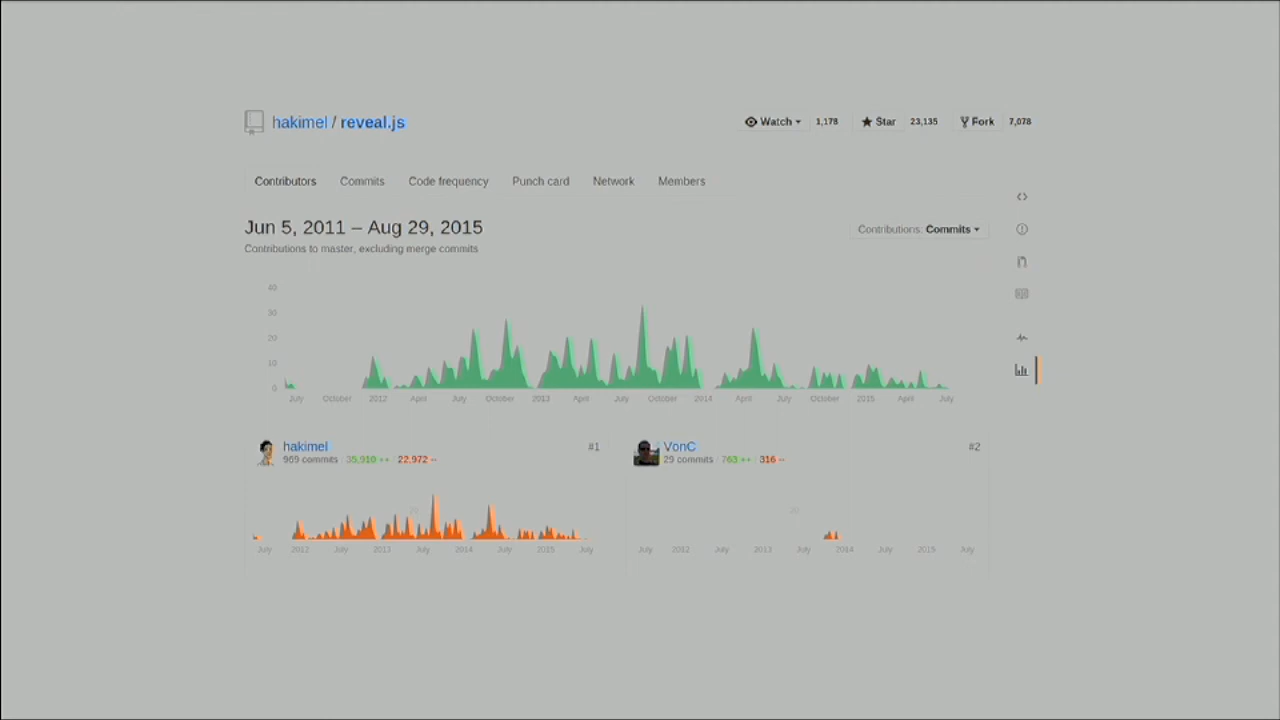 hakimel / reveal.js
Watch 1,178 Star 23,135 Fork 7,078
Contributors Commits Code frequency Punch card Network Members
Jun 5, 2011 – Aug 29, 2015
Contributions: Commits
Contributions to master, excluding merge commits
40
30
20
10
0
July October 2012 April July October 2013 April July October 2014 April July October 2015 April July
hakimel #1
969 commits / 35,910 ++ / 22,972 --
VonC #2
29 commits / 763 ++ / 316 --
20
20
July 2012 July 2013 July 2014 July 2015 July
July 2012 July 2013 July 2014 July 2015 July